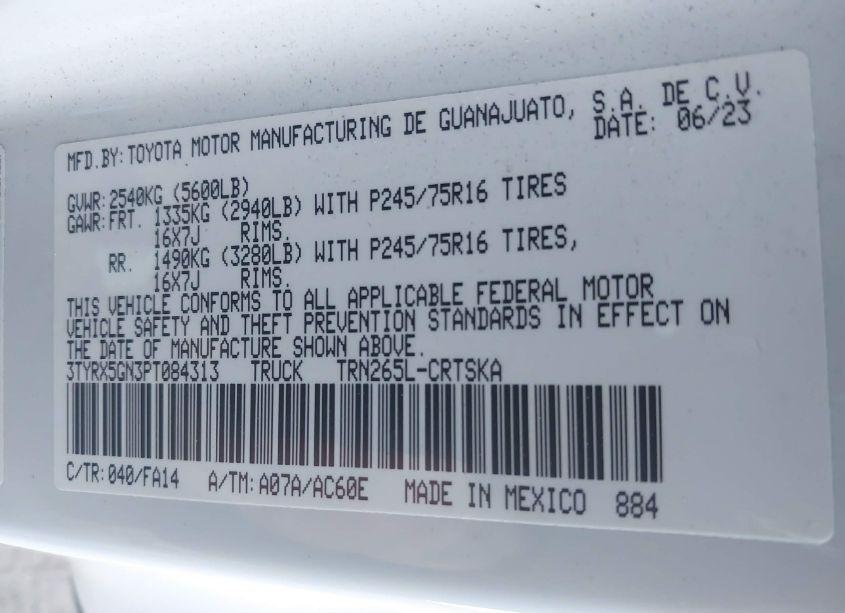 MFD.BY:TOYOTA MOTOR MANUFACTURING DE GUANAJUATO, S.A. DE C.V.
DATE: 06/23
GVWR:2540KG (5600LB)
GAWR:FRT. 1335KG (2940LB) WITH P245/75R16 TIRES
16X7J RIMS.
RR. 1490KG (3280LB) WITH P245/75R16 TIRES,
16X7J RIMS.
THIS VEHICLE CONFORMS TO ALL APPLICABLE FEDERAL MOTOR
VEHICLE SAFETY AND THEFT PREVENTION STANDARDS IN EFFECT ON
THE DATE OF MANUFACTURE SHOWN ABOVE.
3TYRX5GN3PT084313 TRUCK TRN265L-CRTSKA
C/TR:040/FA14 A/TM:A07A/AC60E MADE IN MEXICO 884